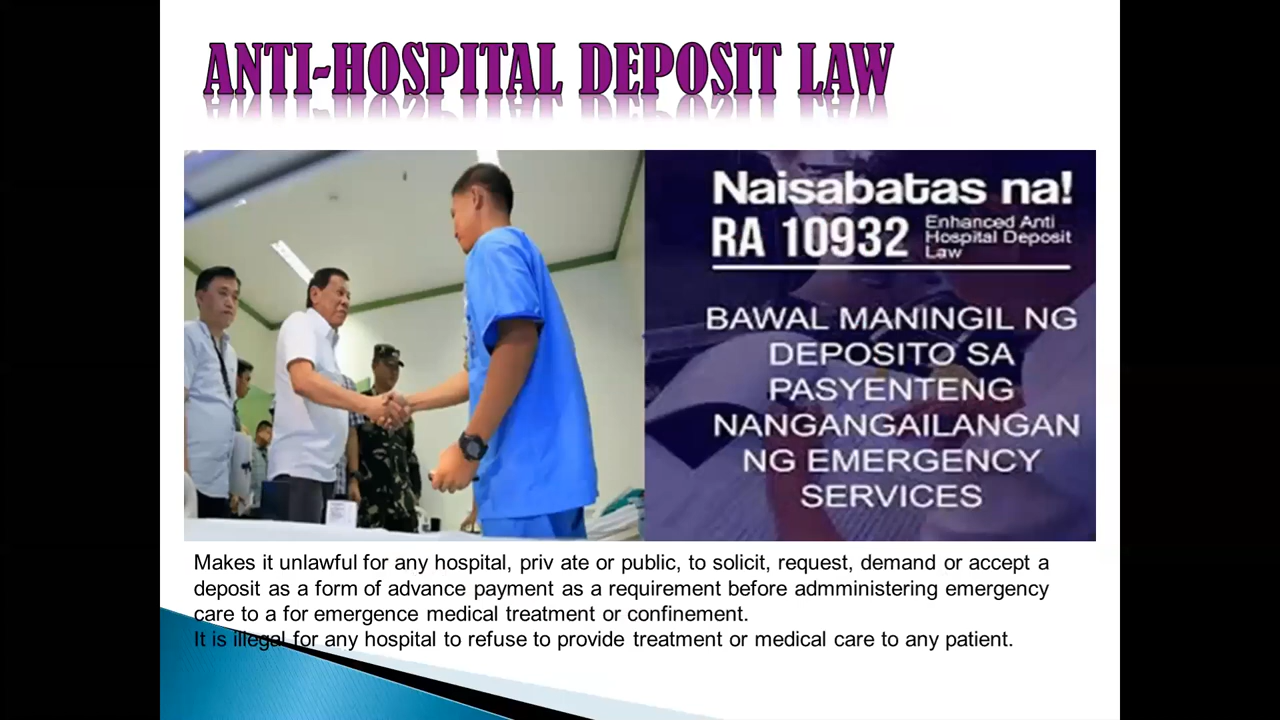 ANTI-HOSPITAL DEPOSIT LAW
Naisabatas na!
RA 10932
Enhanced Anti
Hospital Deposit
Law
BAWAL MANINGIL NG
DEPOSITO SA
PASYENTENG
NANGANGAILANGAN
NG EMERGENCY
SERVICES
Makes it unlawful for any hospital, priv ate or public, to solicit, request, demand or accept a
deposit as a form of advance payment as a requirement before admministering emergency
care to a for emergence medical treatment or confinement.
It is illegal for any hospital to refuse to provide treatment or medical care to any patient.